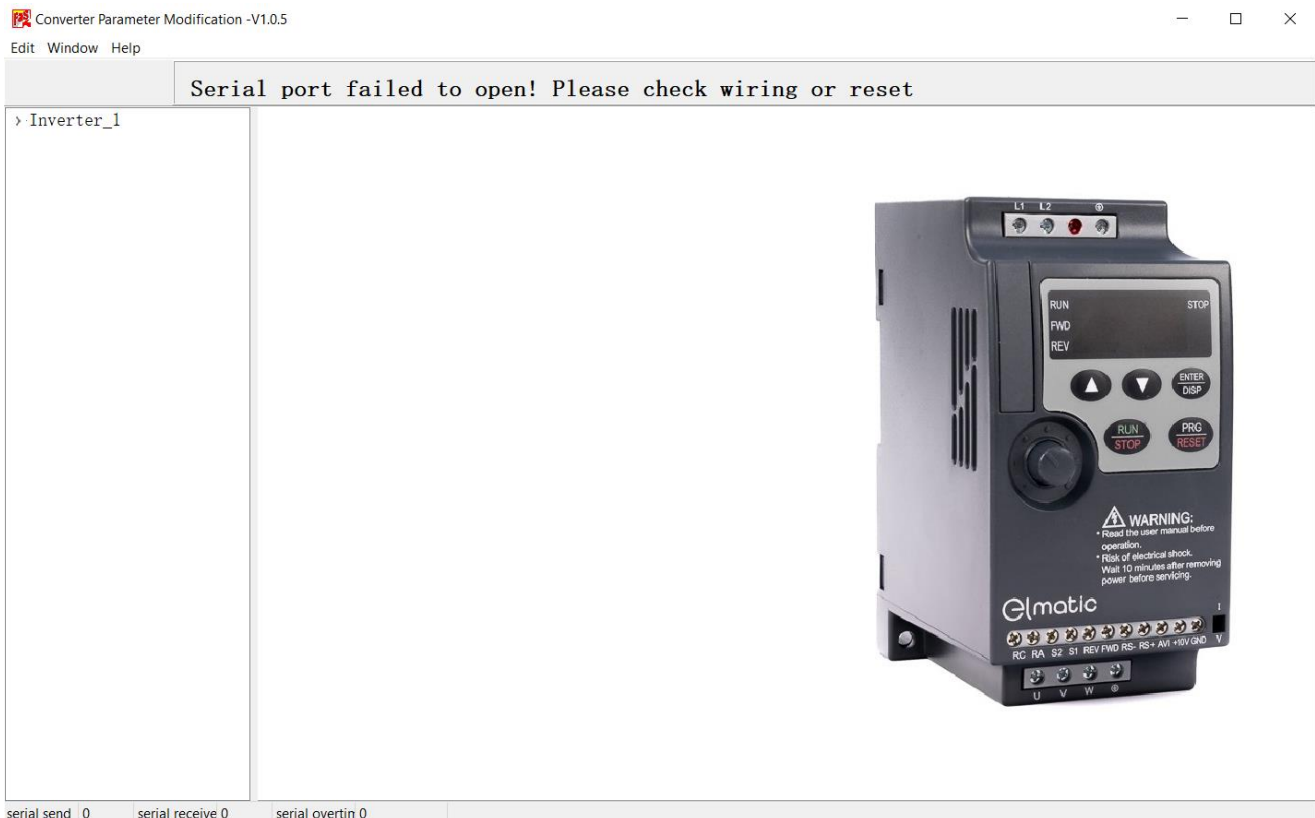 Converter Parameter Modification -V1.0.5
Edit Window Help
Serial port failed to open! Please check wiring or reset
Inverter_1
L1 L2
RUN STOP
FWD
REV
ENTER
DISP
RUN
STOP
PRG
RESET
WARNING:
• Read the user manual before
operation.
• Risk of electrical shock.
Wait 10 minutes after removing
power before servicing.
elmatic
I
V
RC RA S2 S1 REV FWD RS- RS+ AVI +10V GND
U V W
serial send 0 serial receive 0 serial overtin 0